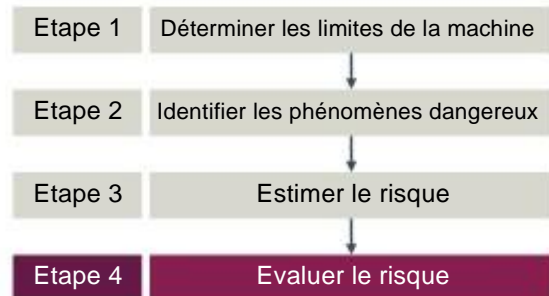 Etape 1 Déterminer les limites de la machine
Etape 2 Identifier les phénomènes dangereux
Etape 3 Estimer le risque
Etape 4 Evaluer le risque